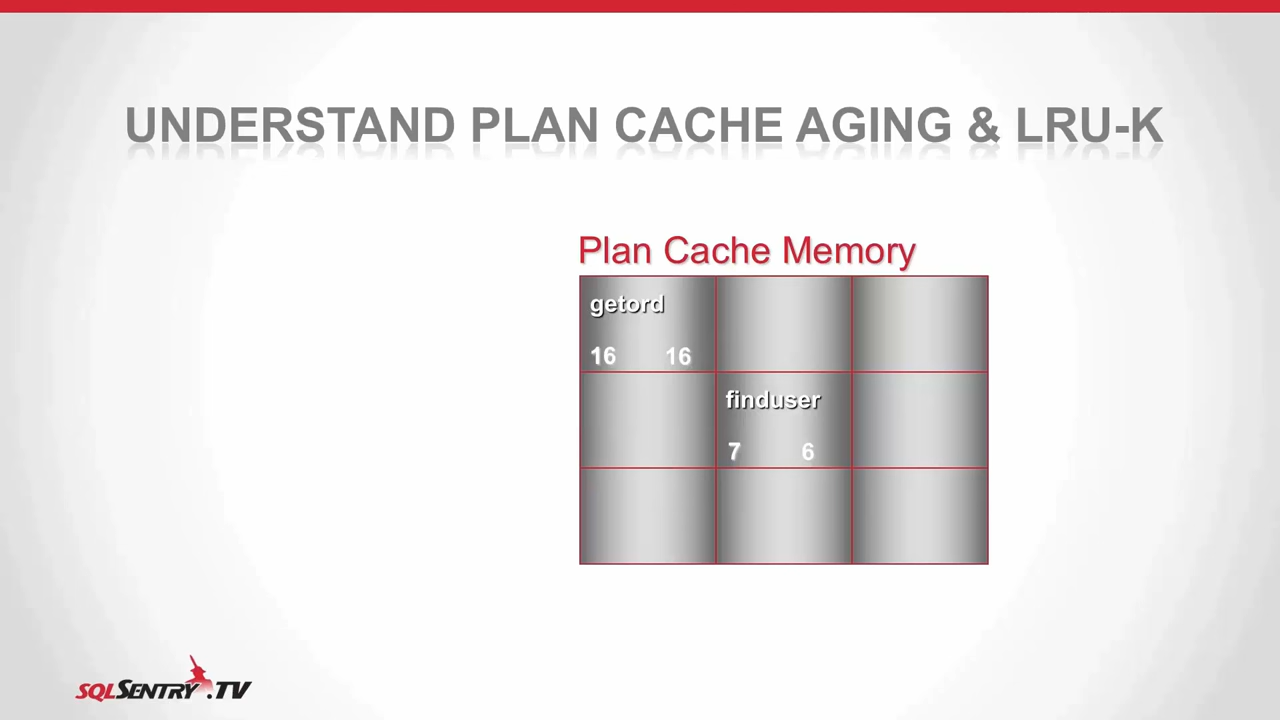 UNDERSTAND PLAN CACHE AGING & LRU-K
Plan Cache Memory
getord
16 16
finduser
7 6
SQLSENTRY.TV